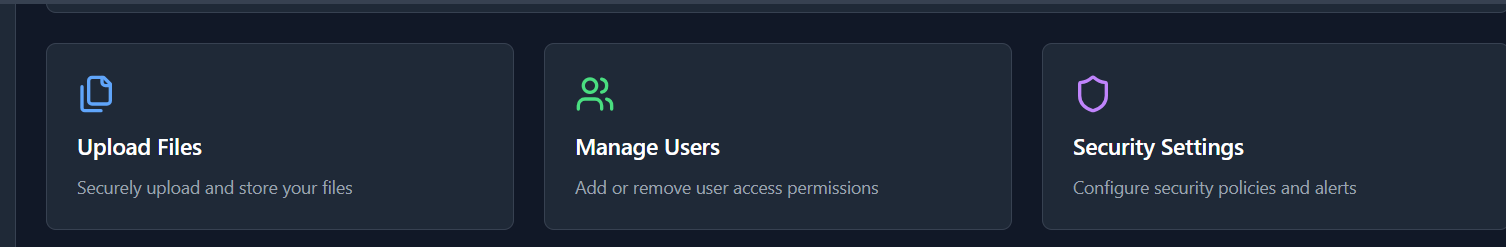 Upload Files
Securely upload and store your files
Manage Users
Add or remove user access permissions
Security Settings
Configure security policies and alerts